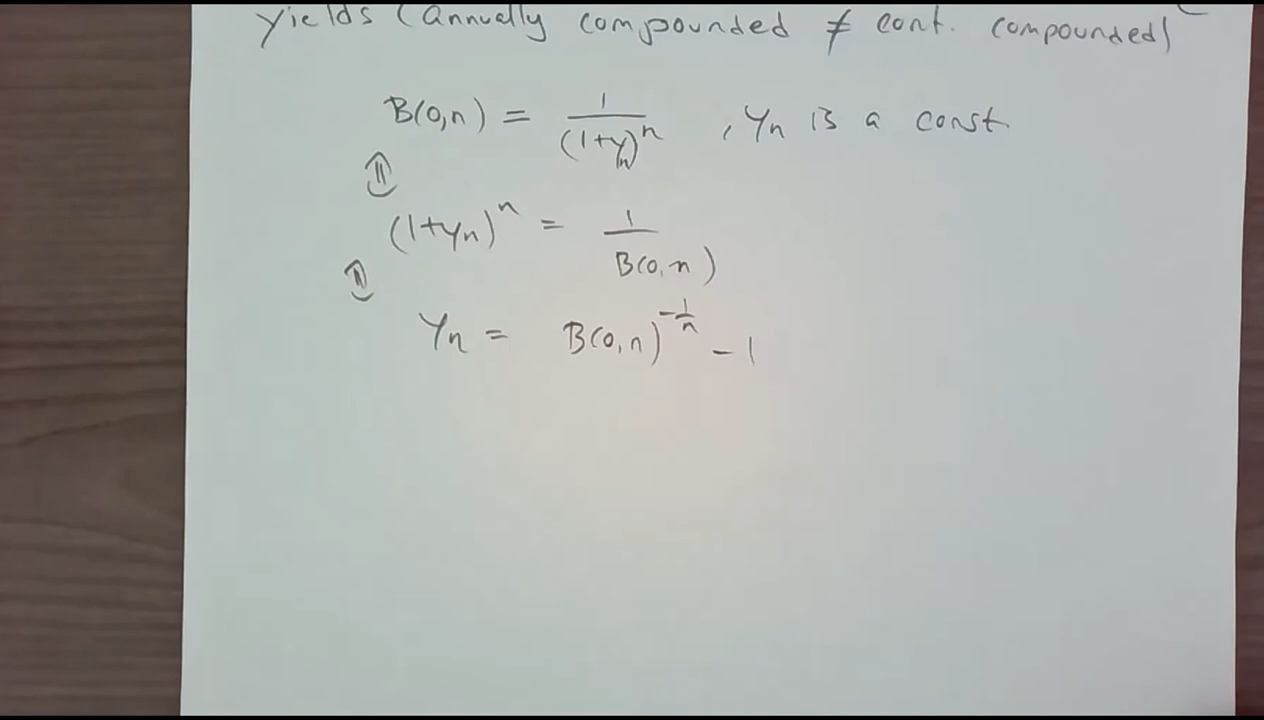 yields (annually compounded ≠ cont. compounded)
B(0,n) = 1/(1+yn)^n , yn is a const.
⇕
(1+yn)^n = 1/B(0,n)
⇕
yn = B(0,n)^(-1/n) - 1